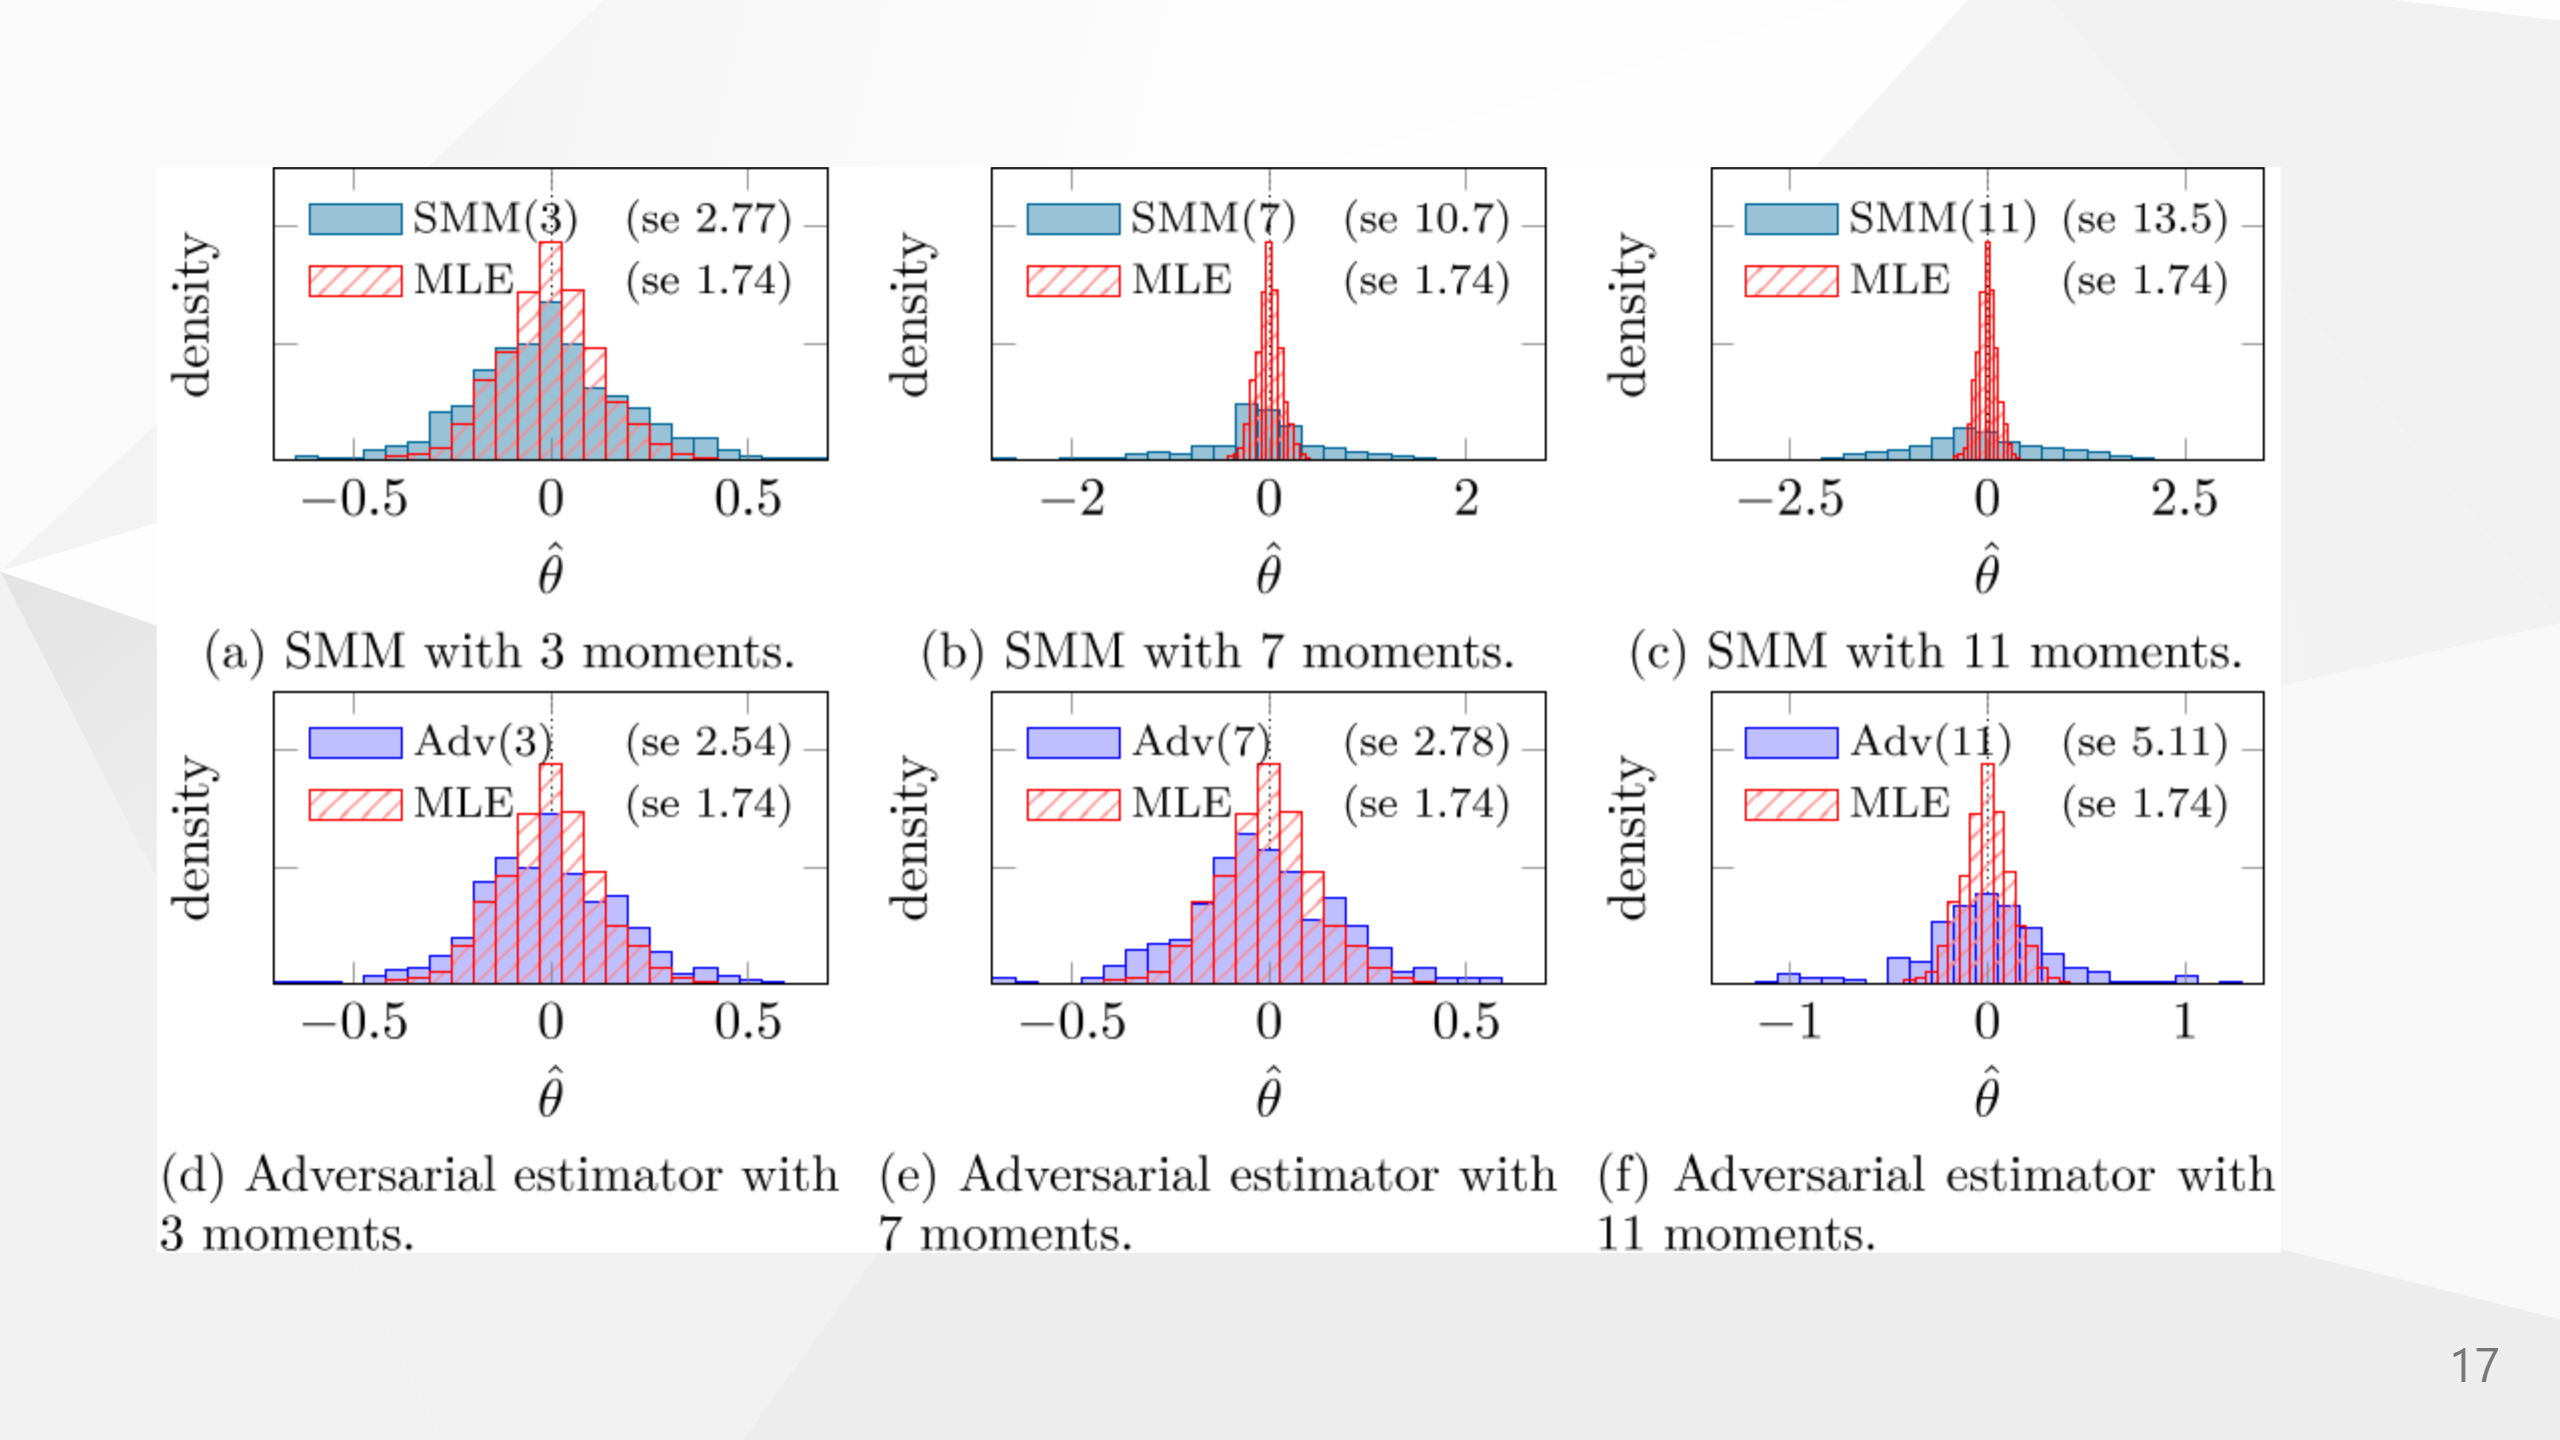 SMM(3) (se 2.77)
MLE (se 1.74)
density
−0.5 0 0.5
θ̂
(a) SMM with 3 moments.
SMM(7) (se 10.7)
MLE (se 1.74)
density
−2 0 2
θ̂
(b) SMM with 7 moments.
SMM(11) (se 13.5)
MLE (se 1.74)
density
−2.5 0 2.5
θ̂
(c) SMM with 11 moments.
Adv(3) (se 2.54)
MLE (se 1.74)
density
−0.5 0 0.5
θ̂
(d) Adversarial estimator with
3 moments.
Adv(7) (se 2.78)
MLE (se 1.74)
density
−0.5 0 0.5
θ̂
(e) Adversarial estimator with
7 moments.
Adv(11) (se 5.11)
MLE (se 1.74)
density
−1 0 1
θ̂
(f) Adversarial estimator with
11 moments.
17